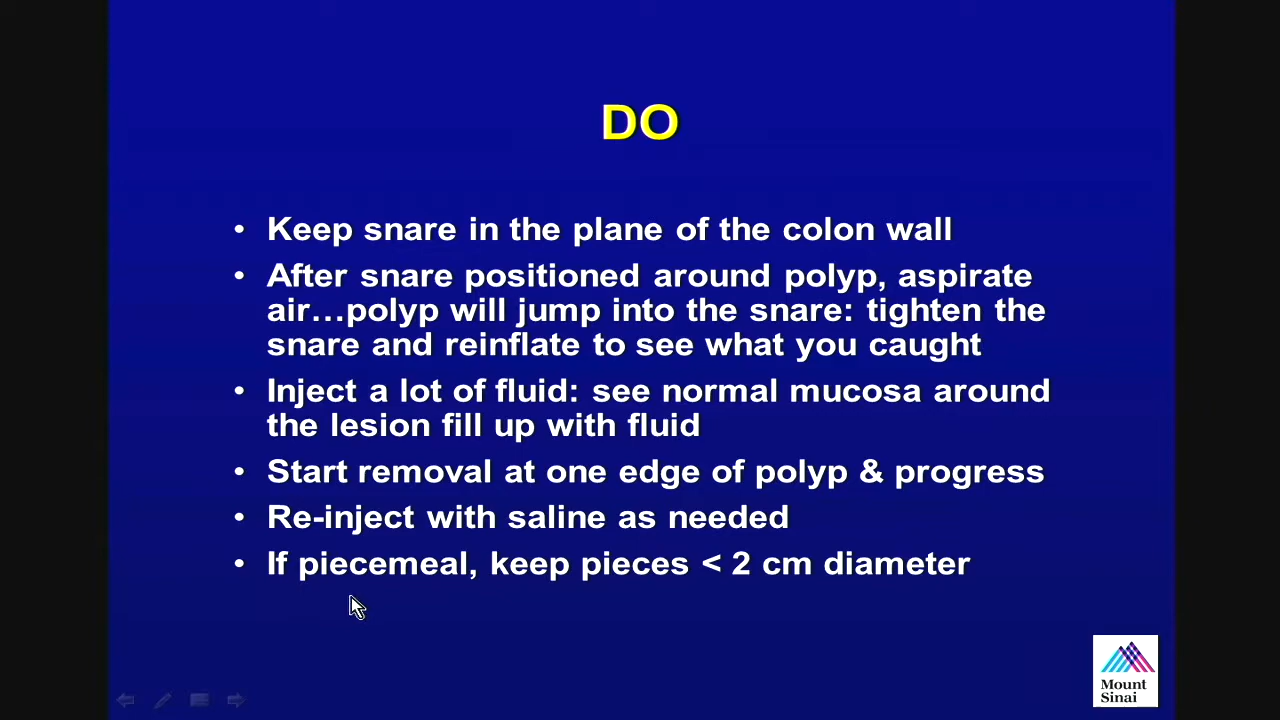 DO
• Keep snare in the plane of the colon wall
• After snare positioned around polyp, aspirate
air…polyp will jump into the snare: tighten the
snare and reinflate to see what you caught
• Inject a lot of fluid: see normal mucosa around
the lesion fill up with fluid
• Start removal at one edge of polyp & progress
• Re-inject with saline as needed
• If piecemeal, keep pieces < 2 cm diameter
Mount
Sinai